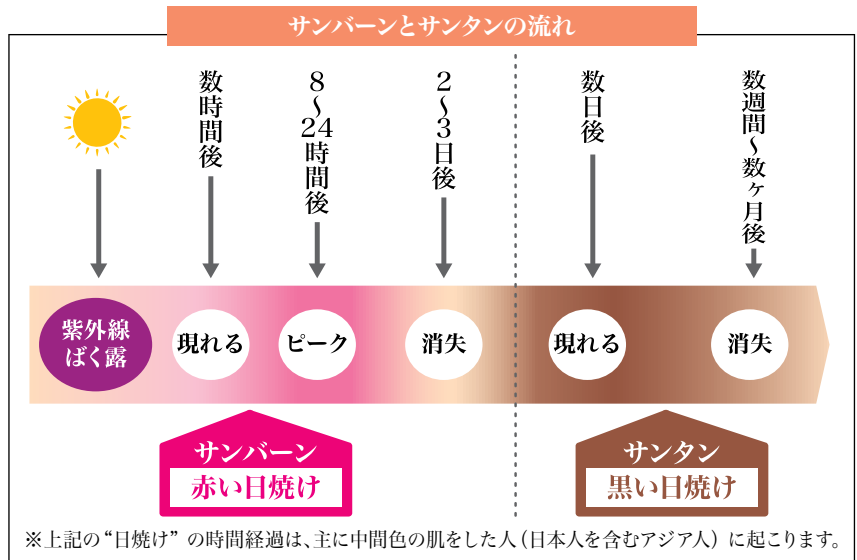 サンバーンとサンタンの流れ
数時間後
8〜24時間後
2〜3日後
数日後
数週間〜数ヶ月後
紫外線
ばく露
現れる
ピーク
消失
現れる
消失
サンバーン
赤い日焼け
サンタン
黒い日焼け
※上記の“日焼け”の時間経過は、主に中間色の肌をした人(日本人を含むアジア人)に起こります。